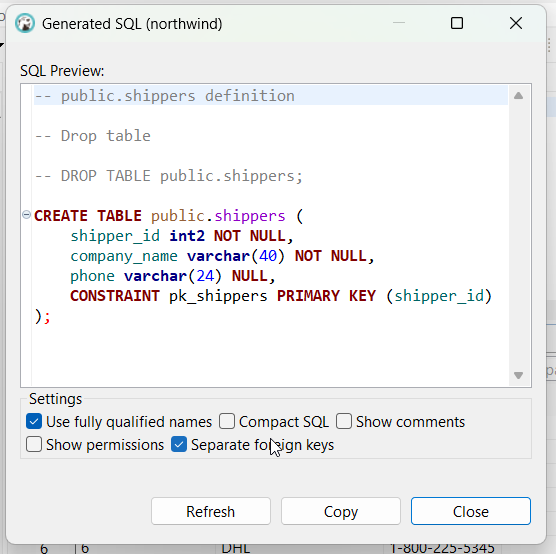 Generated SQL (northwind)
SQL Preview:
-- public.shippers definition
-- Drop table
-- DROP TABLE public.shippers;
CREATE TABLE public.shippers (
shipper_id int2 NOT NULL,
company_name varchar(40) NOT NULL,
phone varchar(24) NULL,
CONSTRAINT pk_shippers PRIMARY KEY (shipper_id)
);
Settings
Use fully qualified names Compact SQL Show comments
Show permissions Separate foreign keys
Refresh Copy Close
6 6 DHL 1-800-225-5345